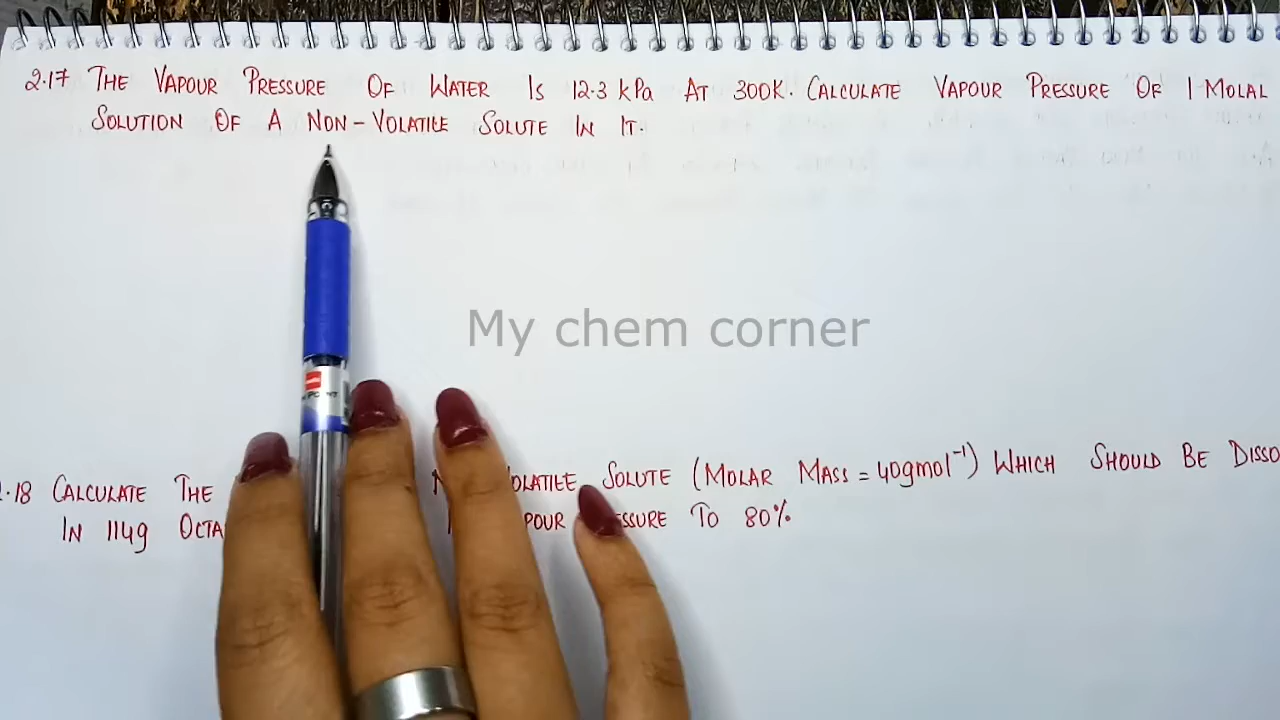 2.17 THE VAPOUR PRESSURE OF WATER IS 12.3 kPa AT 300K. CALCULATE VAPOUR PRESSURE OF 1 MOLAL
SOLUTION OF A NON-VOLATILE SOLUTE IN IT.
My chem corner
.18 CALCULATE THE SOLUTE (MOLAR MASS = 40gmol⁻¹) WHICH SHOULD BE DISSO
IN 114g OCTA TO 80%